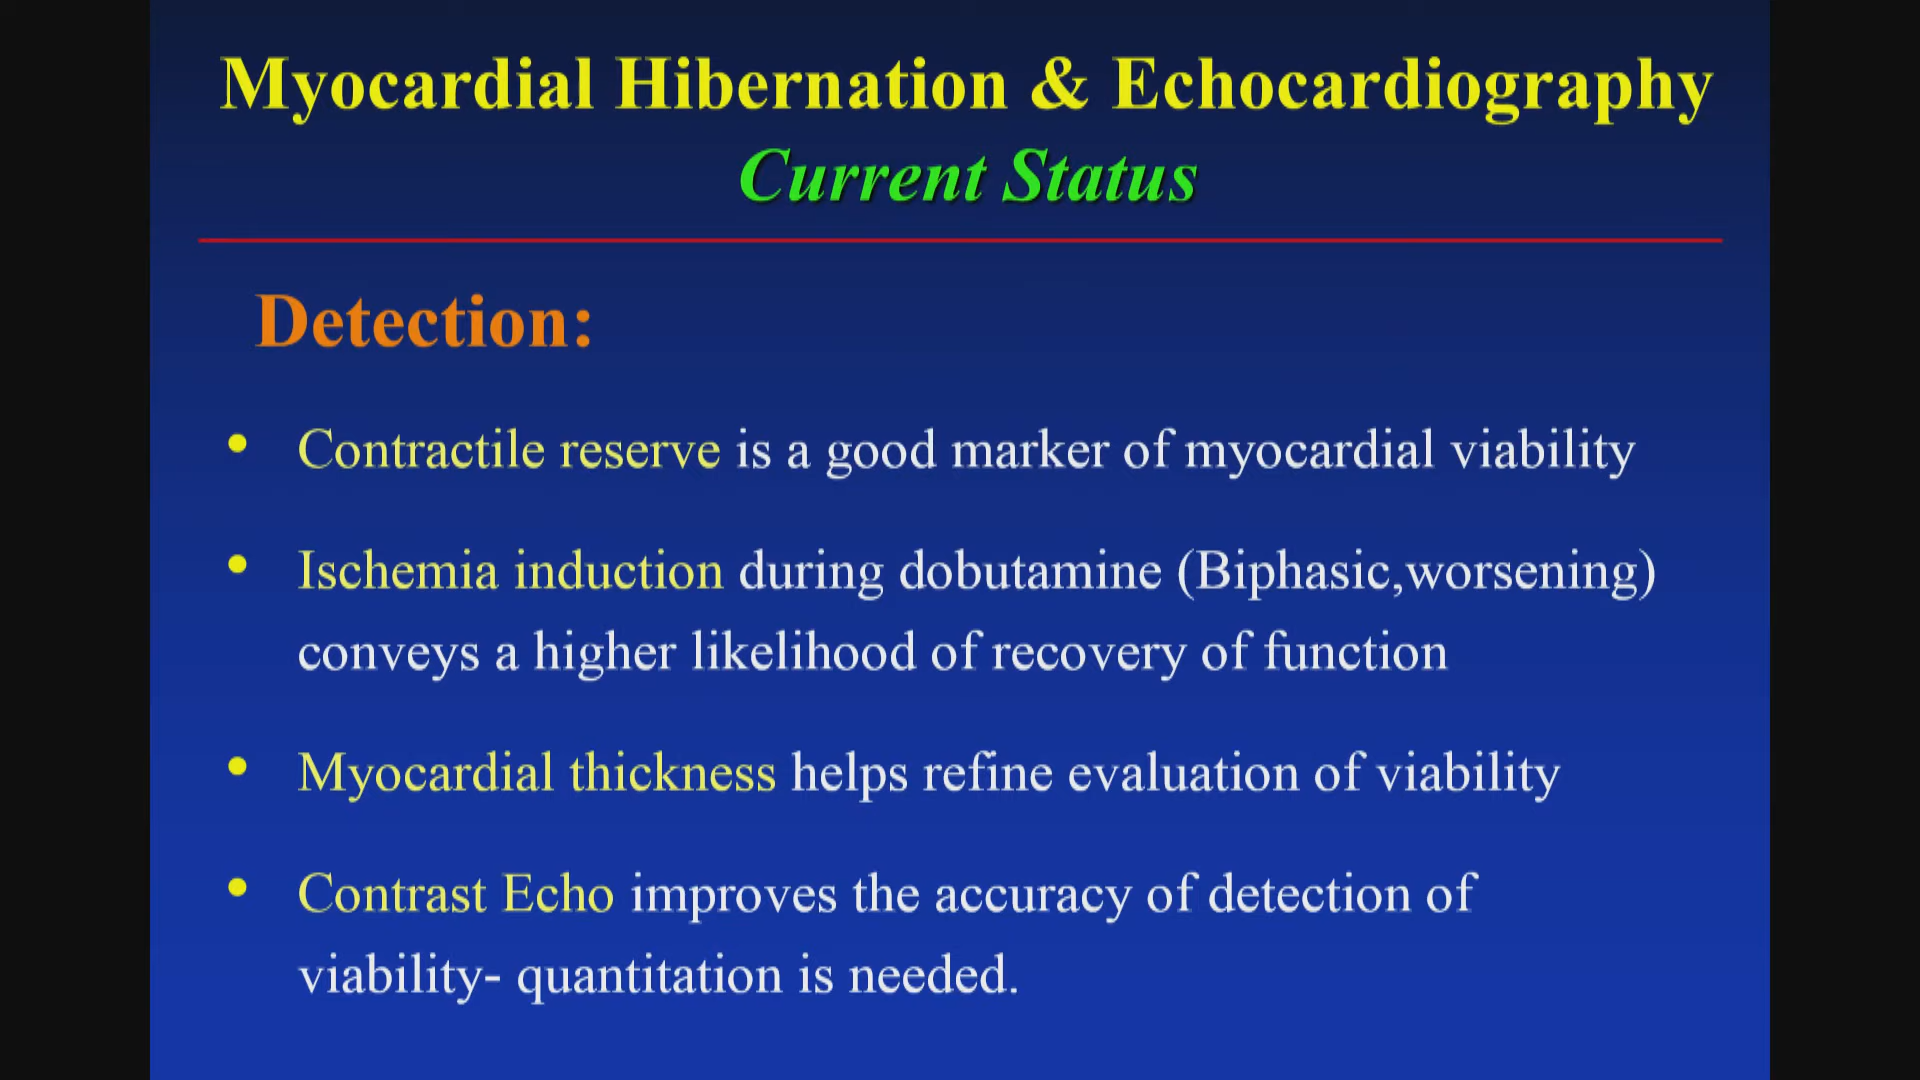 Myocardial Hibernation & Echocardiography
Current Status
Detection:
• Contractile reserve is a good marker of myocardial viability
• Ischemia induction during dobutamine (Biphasic,worsening)
conveys a higher likelihood of recovery of function
• Myocardial thickness helps refine evaluation of viability
• Contrast Echo improves the accuracy of detection of
viability- quantitation is needed.